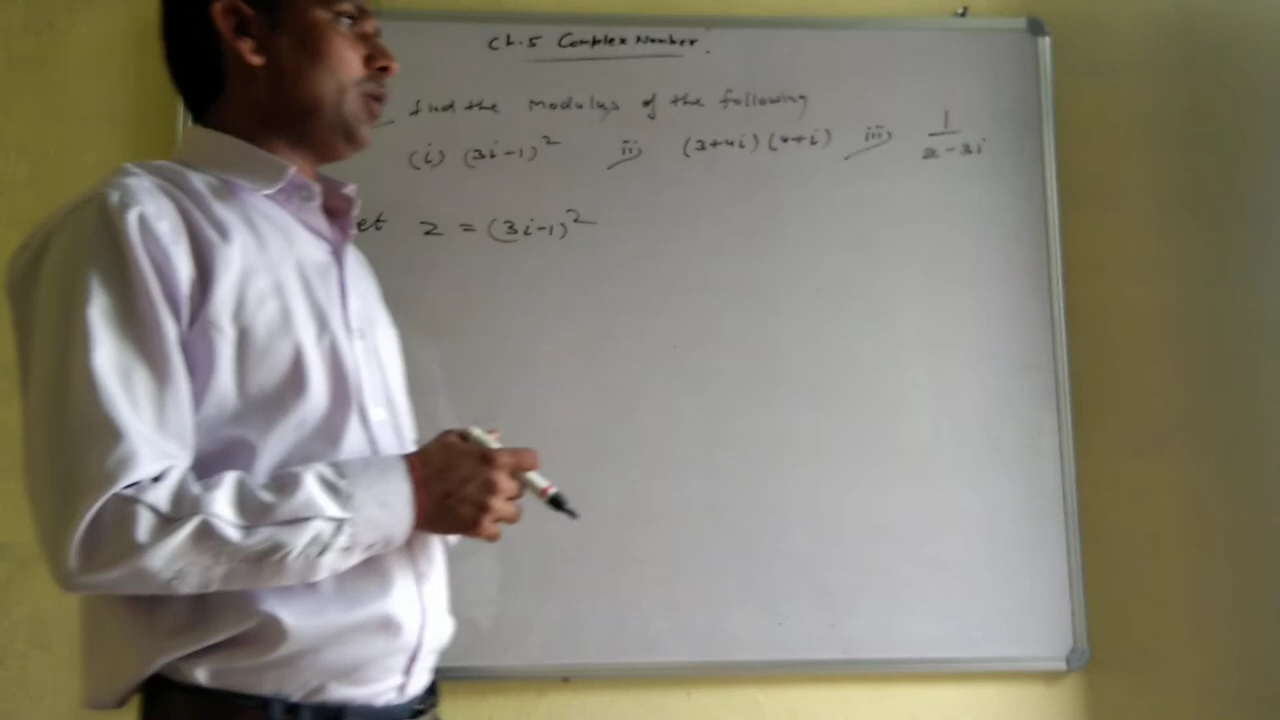 Ch.5 Complex Number.
find the modulus of the following
(i) (3i-1)² ii) (3+4i) (4+i) iii) 1/(2-3i)
et z = (3i-1)²